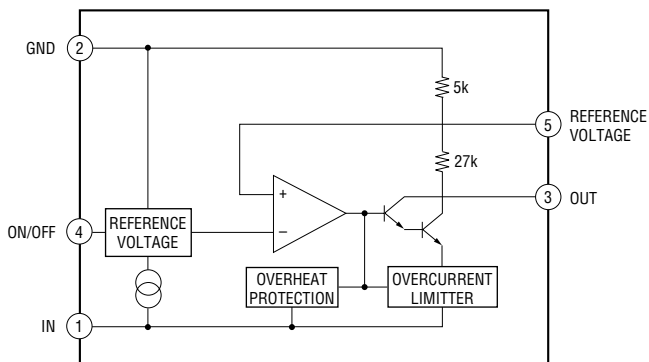 GND 2
5k
5 REFERENCE
VOLTAGE
27k
3 OUT
+
−
ON/OFF 4
REFERENCE
VOLTAGE
OVERHEAT
PROTECTION
OVERCURRENT
LIMITTER
IN 1